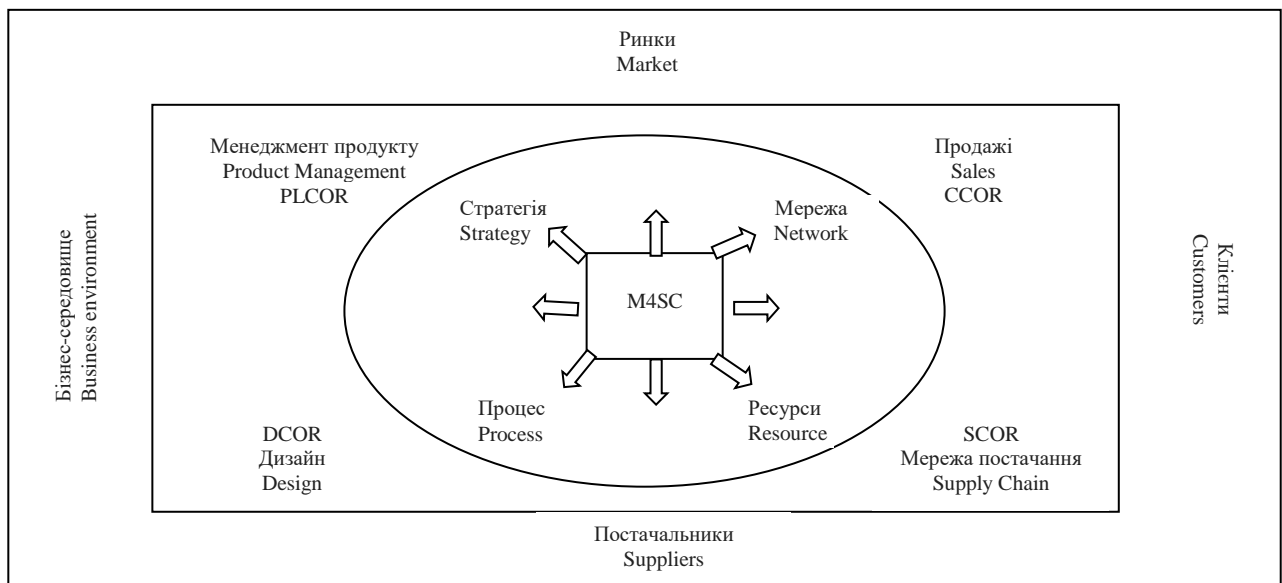 Ринки
Market
Менеджмент продукту
Product Management
PLCOR
Продажі
Sales
CCOR
Стратегія
Strategy
Мережа
Network
Бізнес-середовище
Business environment
M4SC
Клієнти
Customers
Процес
Process
Ресурси
Resource
DCOR
Дизайн
Design
SCOR
Мережа постачання
Supply Chain
Постачальники
Suppliers